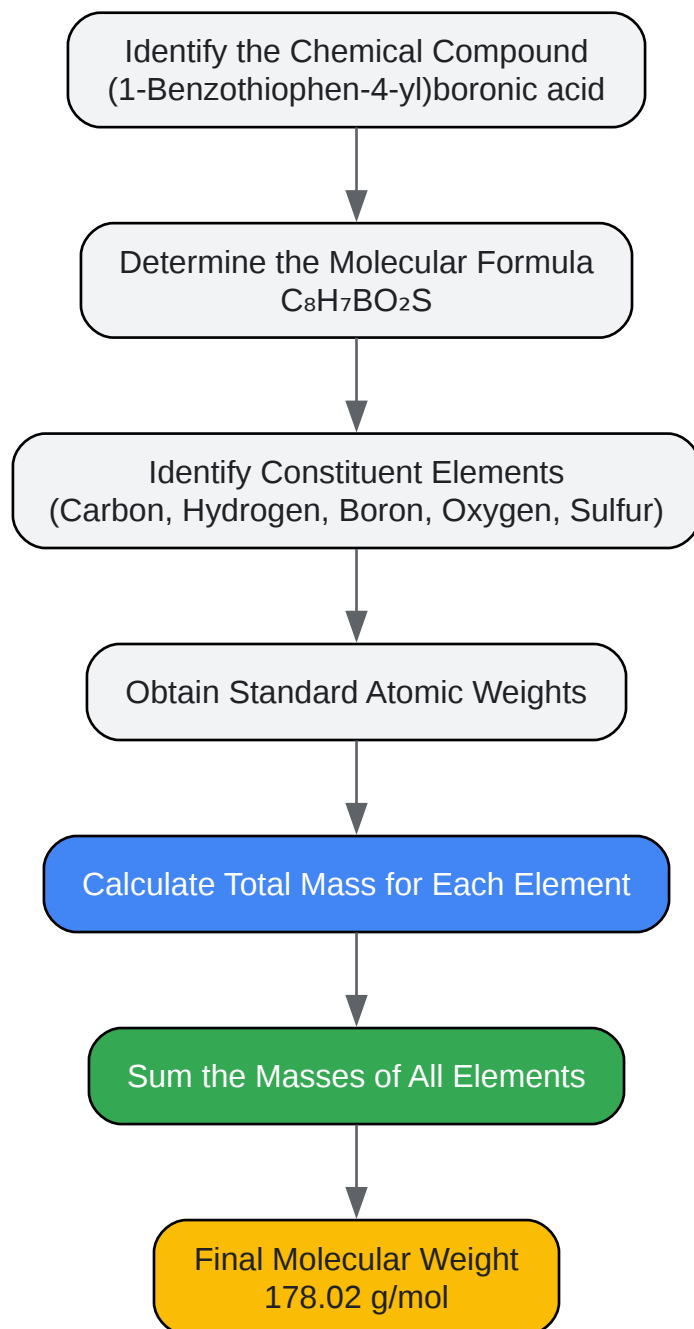 Identify the Chemical Compound
(1-Benzothiophen-4-yl)boronic acid
Determine the Molecular Formula
C₈H₇BO₂S
Identify Constituent Elements
(Carbon, Hydrogen, Boron, Oxygen, Sulfur)
Obtain Standard Atomic Weights
Calculate Total Mass for Each Element
Sum the Masses of All Elements
Final Molecular Weight
178.02 g/mol